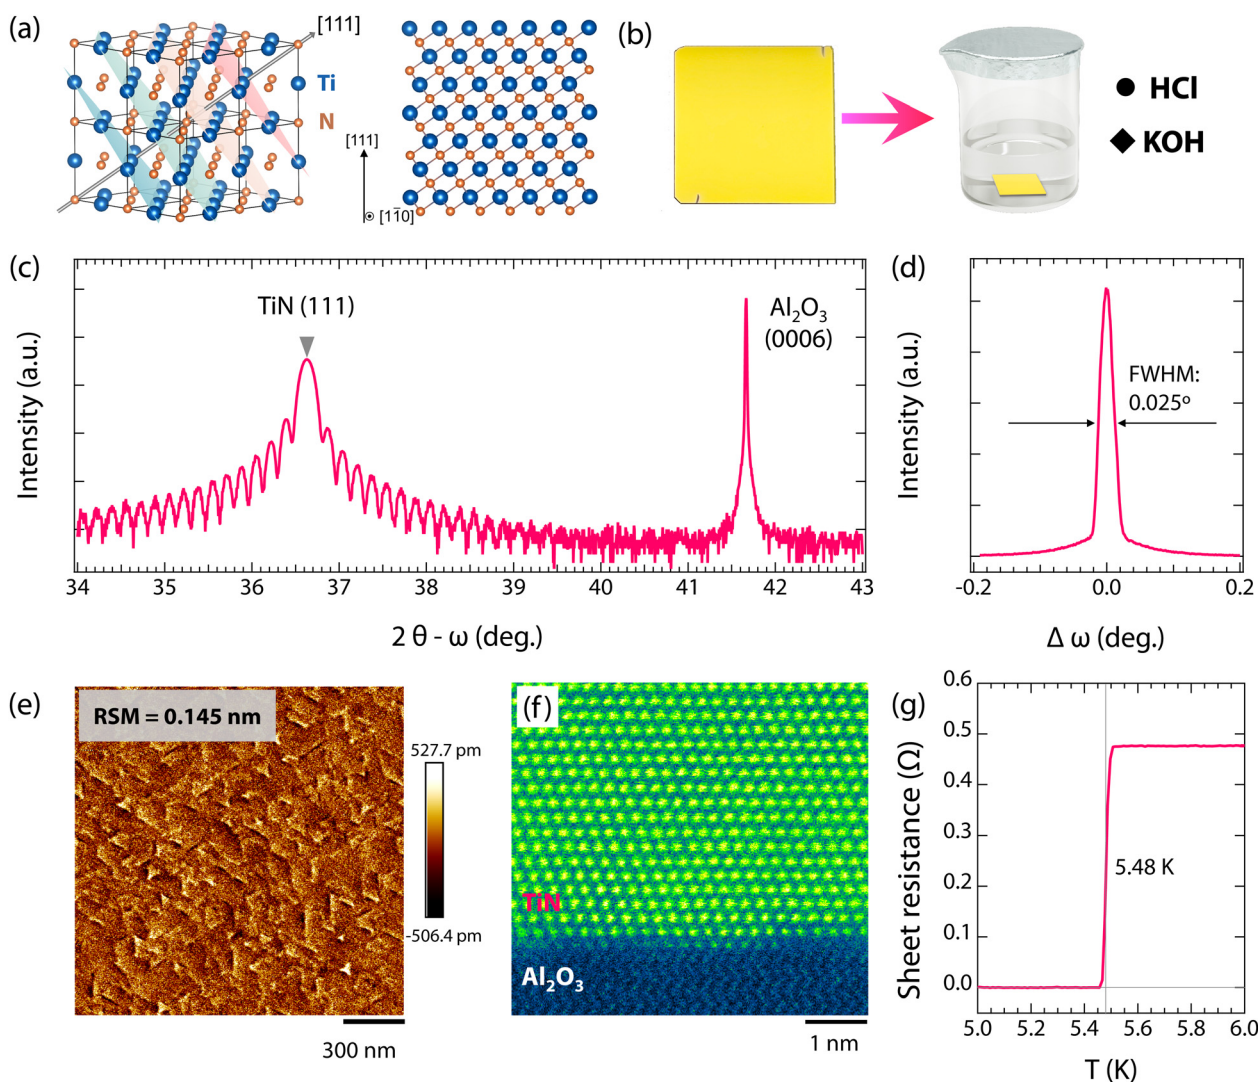 (a)
[111]
Ti
N
[111]
[11̄0]
(b)
HCl
KOH
(c)
TiN (111)
Al₂O₃
(0006)
Intensity (a.u.)
34 35 36 37 38 39 40 41 42 43
2 θ - ω (deg.)
(d)
FWHM:
0.025º
Intensity (a.u.)
-0.2 0.0 0.2
Δ ω (deg.)
(e)
RSM = 0.145 nm
527.7 pm
-506.4 pm
300 nm
(f)
TiN
Al₂O₃
1 nm
(g)
0.6
0.5
0.4
0.3
0.2
0.1
0.0
Sheet resistance (Ω)
5.48 K
5.0 5.2 5.4 5.6 5.8 6.0
T (K)